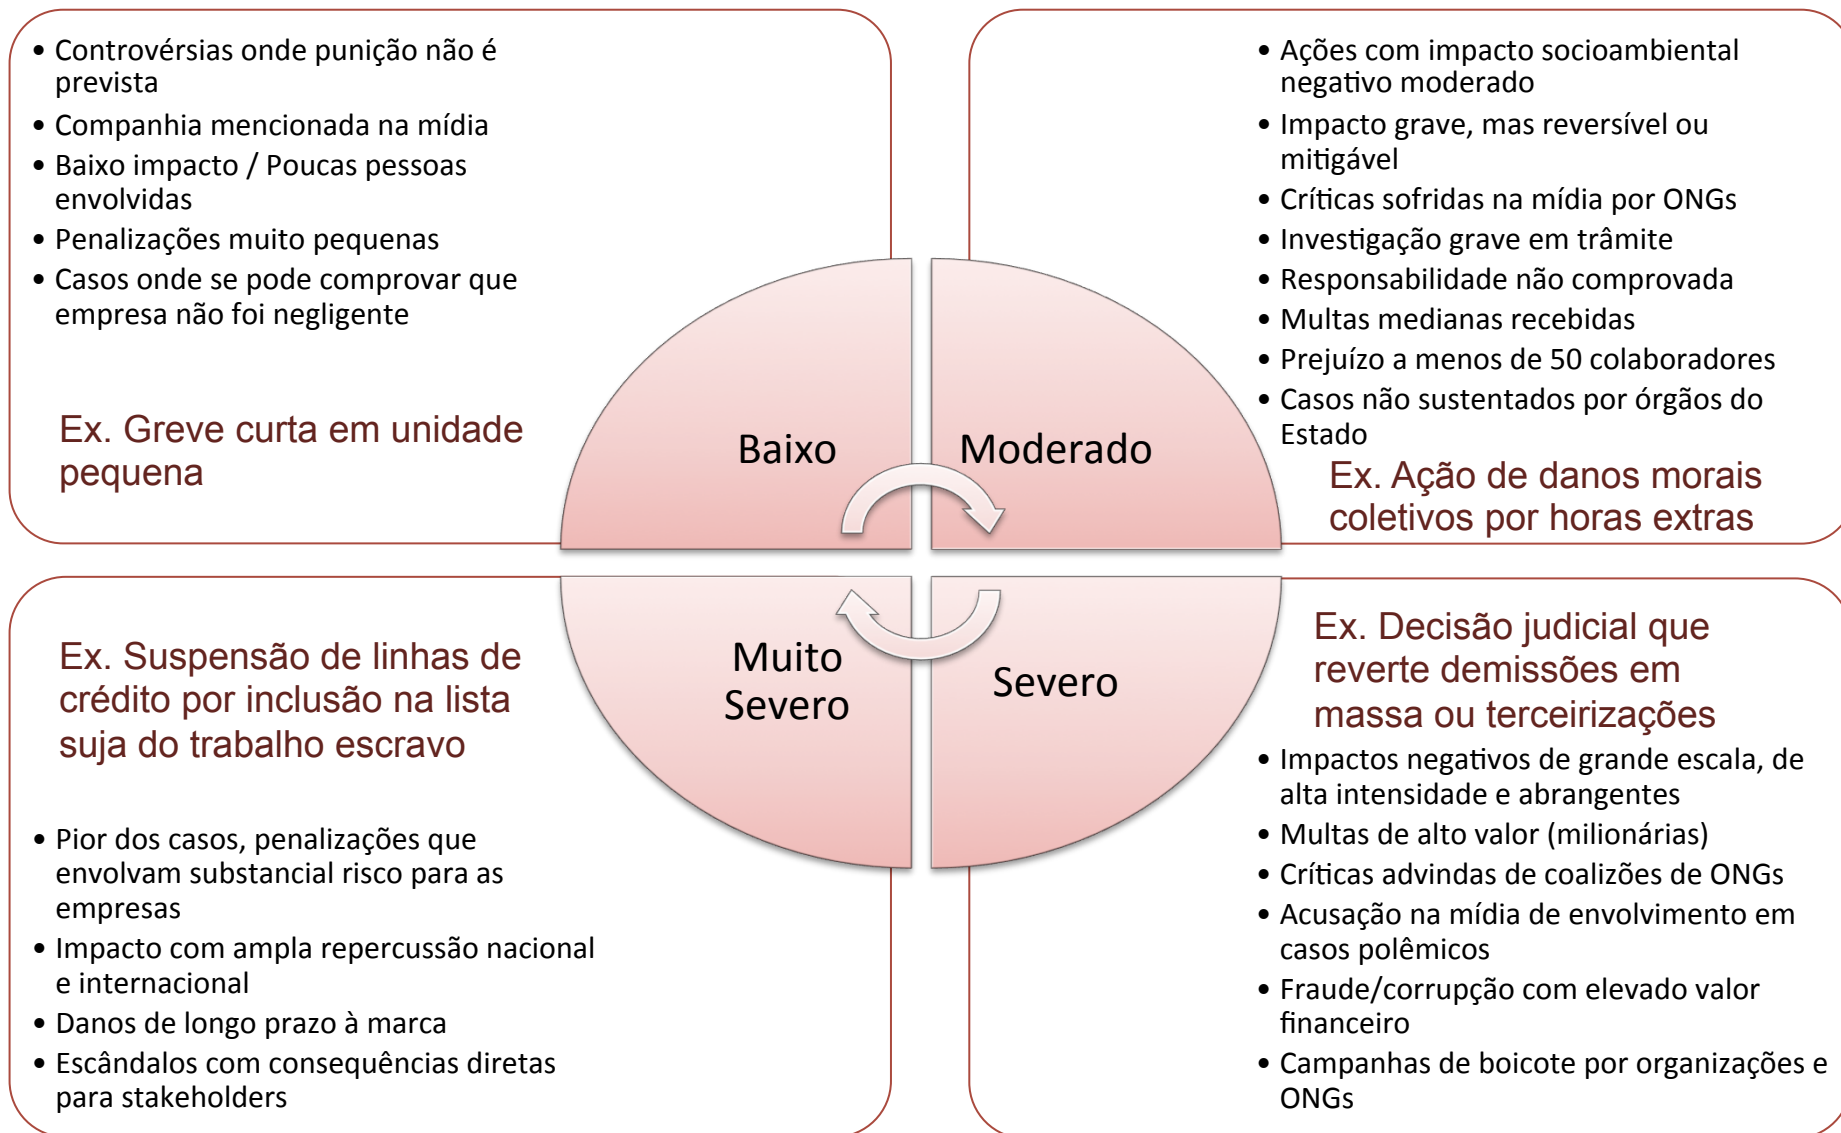 • Controvérsias onde punição não é
prevista
• Companhia mencionada na mídia
• Baixo impacto / Poucas pessoas
envolvidas
• Penalizações muito pequenas
• Casos onde se pode comprovar que
empresa não foi negligente
Ex. Greve curta em unidade
pequena
Baixo
• Ações com impacto socioambiental
negativo moderado
• Impacto grave, mas reversível ou
mitigável
• Críticas sofridas na mídia por ONGs
• Investigação grave em trâmite
• Responsabilidade não comprovada
• Multas medianas recebidas
• Prejuízo a menos de 50 colaboradores
• Casos não sustentados por órgãos do
Estado
Ex. Ação de danos morais
coletivos por horas extras
Moderado
Ex. Suspensão de linhas de
crédito por inclusão na lista
suja do trabalho escravo
• Pior dos casos, penalizações que
envolvam substancial risco para as
empresas
• Impacto com ampla repercussão nacional
e internacional
• Danos de longo prazo à marca
• Escândalos com consequências diretas
para stakeholders
Muito
Severo
Severo
Ex. Decisão judicial que
reverte demissões em
massa ou terceirizações
• Impactos negativos de grande escala, de
alta intensidade e abrangentes
• Multas de alto valor (milionárias)
• Críticas advindas de coalizões de ONGs
• Acusação na mídia de envolvimento em
casos polêmicos
• Fraude/corrupção com elevado valor
financeiro
• Campanhas de boicote por organizações e
ONGs